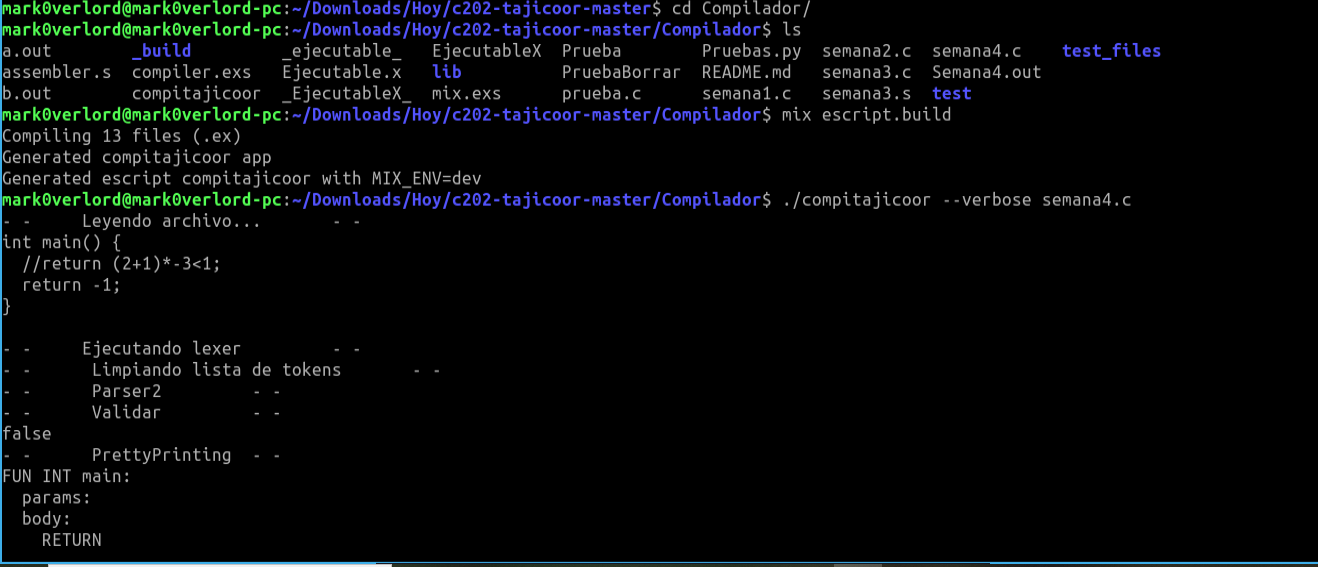 mark0verlord@mark0verlord-pc:~/Downloads/Hoy/c202-tajicoor-master$ cd Compilador/
mark0verlord@mark0verlord-pc:~/Downloads/Hoy/c202-tajicoor-master/Compilador$ ls
a.out        _build         _ejecutable_   EjecutableX  Prueba        Pruebas.py  semana2.c  semana4.c    test_files
assembler.s  compiler.exs   Ejecutable.x   lib          PruebaBorrar  README.md   semana3.c  Semana4.out
b.out        compitajicoor  _EjecutableX_  mix.exs      prueba.c      semana1.c   semana3.s  test
mark0verlord@mark0verlord-pc:~/Downloads/Hoy/c202-tajicoor-master/Compilador$ mix escript.build
Compiling 13 files (.ex)
Generated compitajicoor app
Generated escript compitajicoor with MIX_ENV=dev
mark0verlord@mark0verlord-pc:~/Downloads/Hoy/c202-tajicoor-master/Compilador$ ./compitajicoor --verbose semana4.c
- -     Leyendo archivo...       - -
int main() {
  //return (2+1)*-3<1;
  return -1;
}
- -     Ejecutando lexer         - -
- -      Limpiando lista de tokens       - -
- -      Parser2         - -
- -      Validar         - -
false
- -      PrettyPrinting  - -
FUN INT main:
  params:
  body:
    RETURN